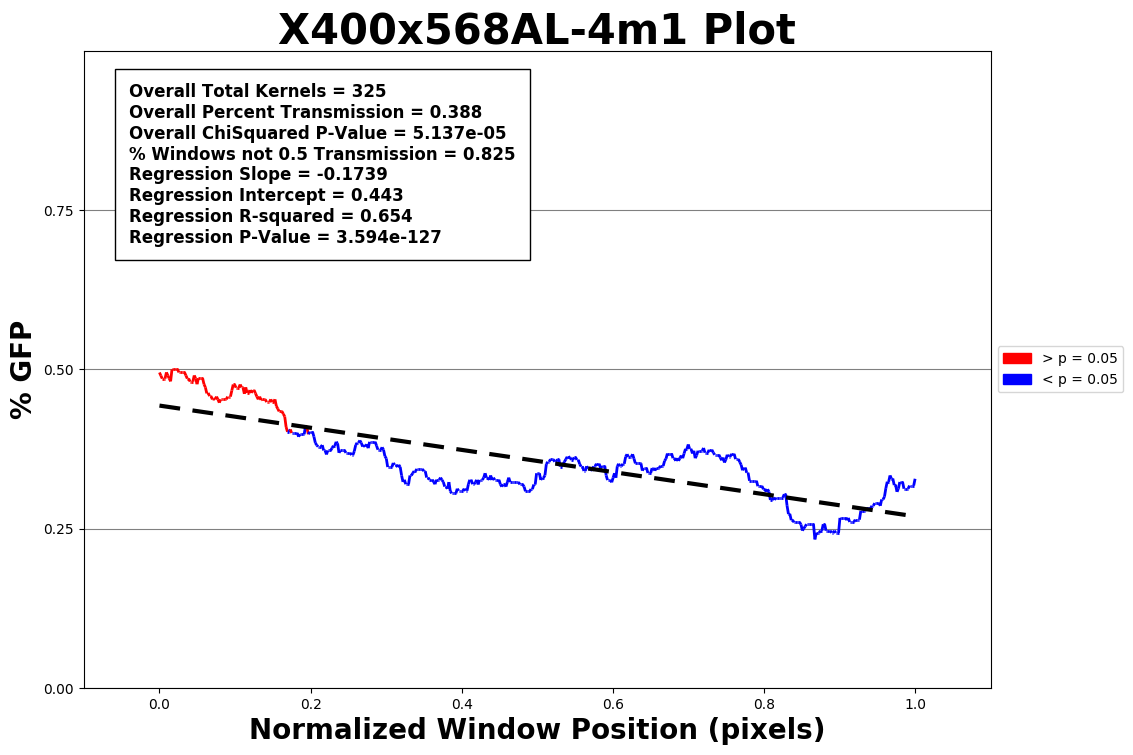 X400x568AL-4m1 Plot
Overall Total Kernels = 325
Overall Percent Transmission = 0.388
Overall ChiSquared P-Value = 5.137e-05
% Windows not 0.5 Transmission = 0.825
Regression Slope = -0.1739
Regression Intercept = 0.443
Regression R-squared = 0.654
Regression P-Value = 3.594e-127
% GFP
0.75
0.50
0.25
0.00
> p = 0.05
< p = 0.05
0.0 0.2 0.4 0.6 0.8 1.0
Normalized Window Position (pixels)